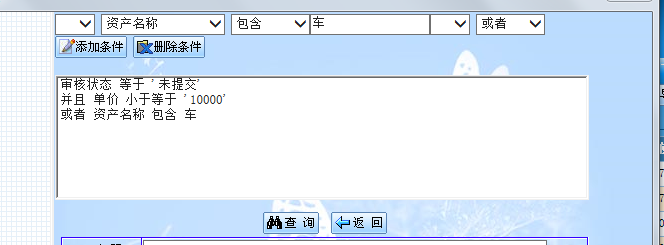 资产名称 包含 车 或者
添加条件 删除条件
审核状态 等于 '未提交'
并且 单价 小于等于 '10000'
或者 资产名称 包含 车
查 询 返 回